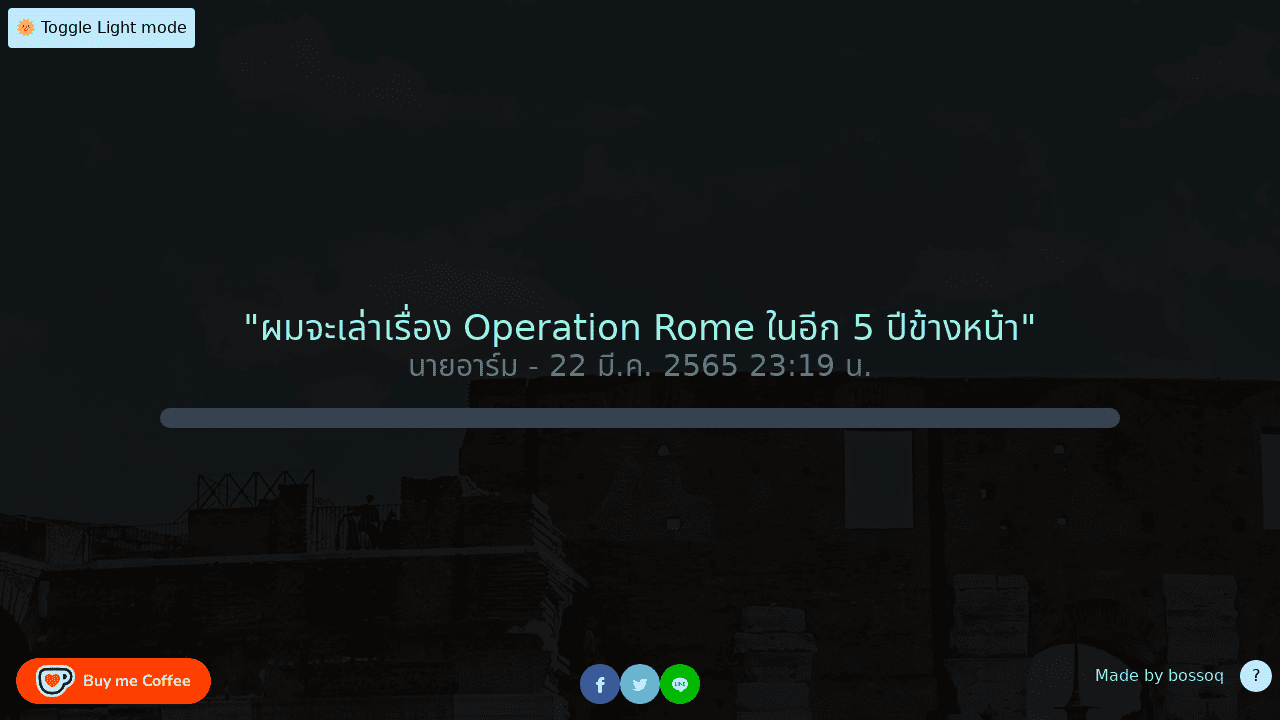 🌞 Toggle Light mode
"ผมจะเล่าเรื่อง Operation Rome ในอีก 5 ปีข้างหน้า"
นายอาร์ม - 22 มี.ค. 2565 23:19 น.
Buy me Coffee
LINE
Made by bossoq
?